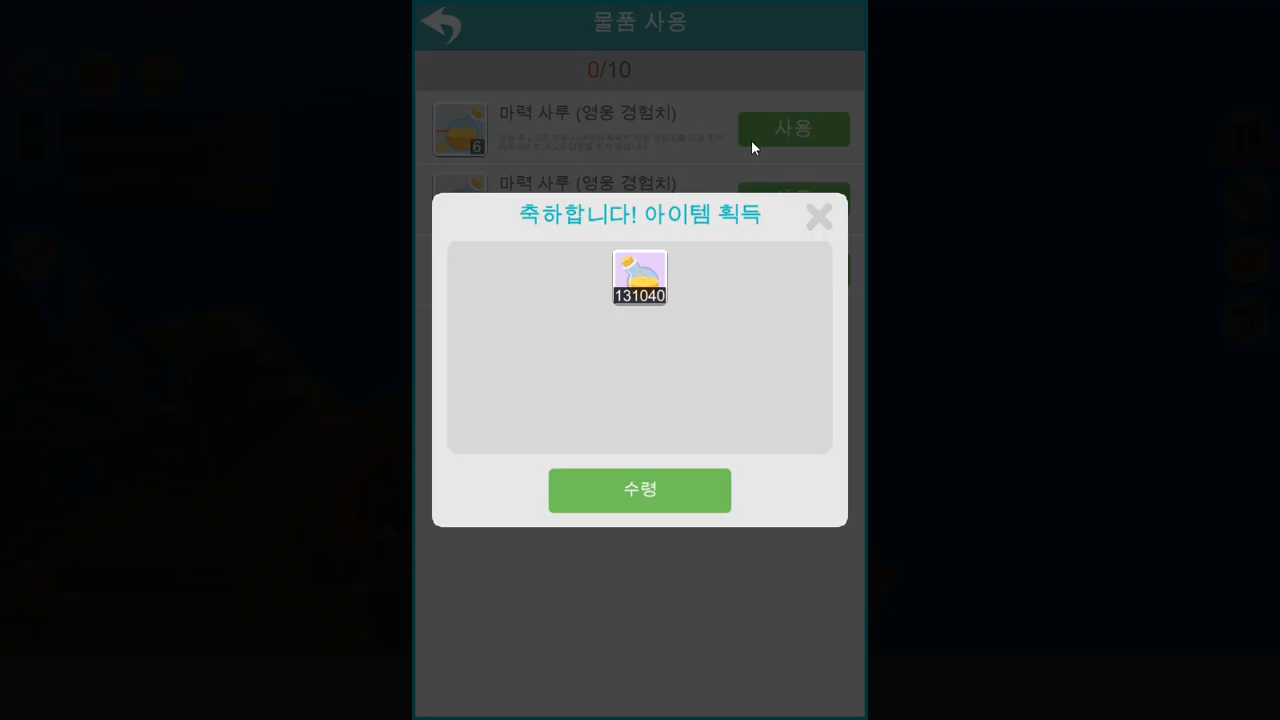 물품 사용
0/10
마력 사루 (영웅 경험치)
6
사용
마력 사루 (영웅 경험치)
축하합니다! 아이템 획득
131040
수령